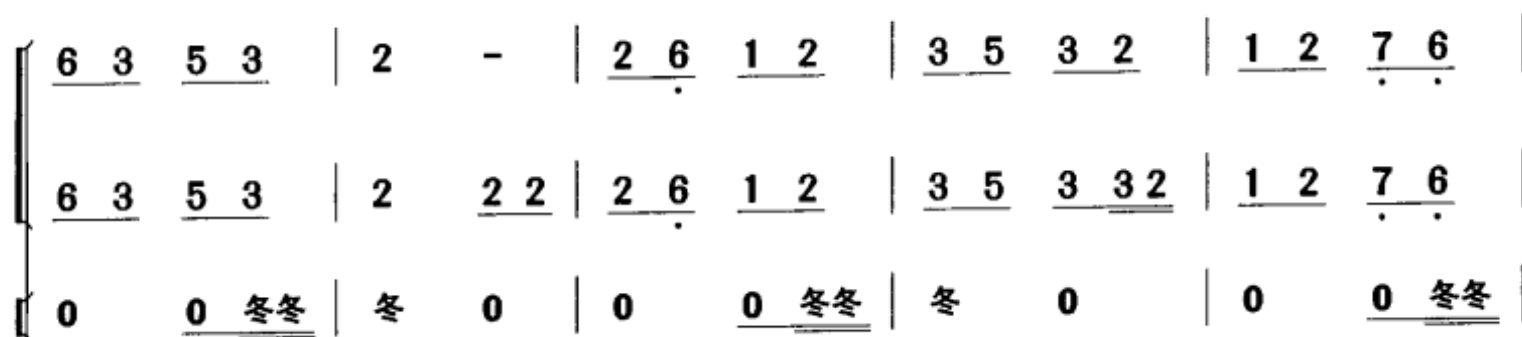 6 3 5 3 | 2 - | 2 6̣ 1 2 | 3 5 3 2 | 1 2 7̣ 6̣ |
6 3 5 3 | 2 2 2 | 2 6̣ 1 2 | 3 5 3 3 2 | 1 2 7̣ 6̣ |
0 0 冬冬 | 冬 0 | 0 0 冬冬 | 冬 0 | 0 0 冬冬 |